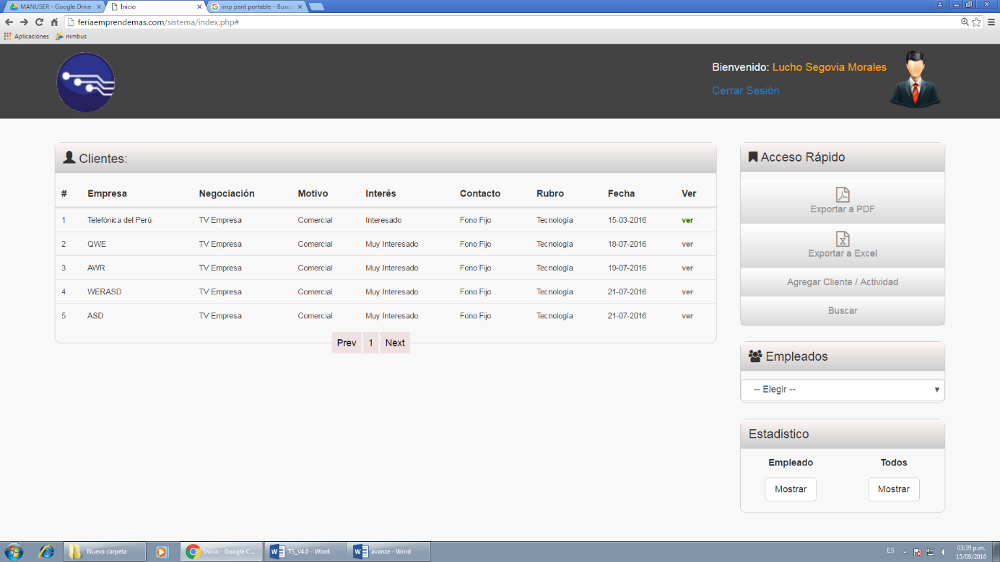 MANUSER - Google Drive
Inicio
imp pant portable - Busca
feriaemprendemas.com/sistema/index.php#
Aplicaciones nimbus
Bienvenido: Lucho Segovia Morales
Cerrar Sesión
Clientes:
# Empresa Negociación Motivo Interés Contacto Rubro Fecha Ver
1 Telefónica del Perú TV Empresa Comercial Interesado Fono Fijo Tecnología 15-03-2016 ver
2 QWE TV Empresa Comercial Muy Interesado Fono Fijo Tecnología 18-07-2016 ver
3 AWR TV Empresa Comercial Muy Interesado Fono Fijo Tecnología 19-07-2016 ver
4 WERASD TV Empresa Comercial Muy Interesado Fono Fijo Tecnología 21-07-2016 ver
5 ASD TV Empresa Comercial Muy Interesado Fono Fijo Tecnología 21-07-2016 ver
Prev 1 Next
Acceso Rápido
Exportar a PDF
Exportar a Excel
Agregar Cliente / Actividad
Buscar
Empleados
-- Elegir --
Estadistico
Empleado Todos
Mostrar Mostrar
Nueva carpeta
Inicio - Google C...
TS_V4.0 - Word
avanze - Word
ES
03:39 p.m.
15/09/2016